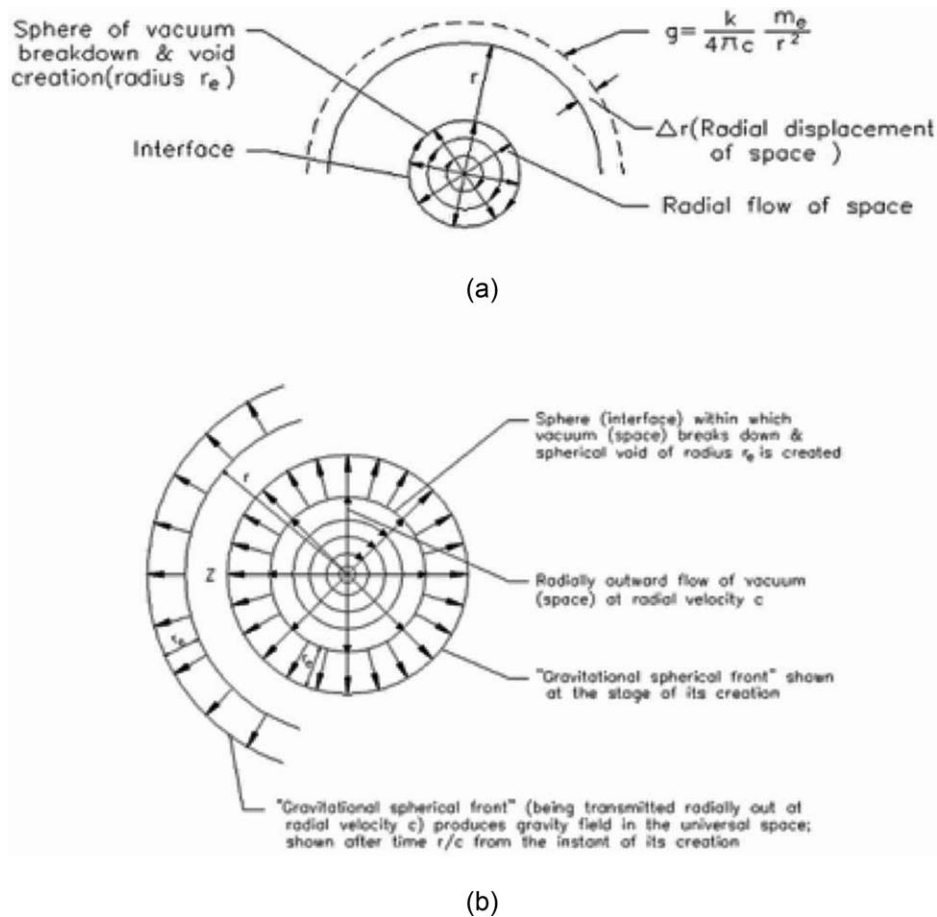 Sphere of vacuum
breakdown & void
creation(radius rₑ)
Interface
g= k/4πc mₑ/r²
r
Δr(Radial displacement
of space )
Radial flow of space
(a)
Sphere (interface) within which
vacuum (space) breaks down &
spherical void of radius rₑ is created
r
Z
Radially outward flow of vacuum
(space) at radial velocity c
rₑ
rₑ
"Gravitational spherical front" shown
at the stage of its creation
"Gravitational spherical front" (being transmitted radially out at
radial velocity c) produces gravity field in the universal space;
shown after time r/c from the instant of its creation
(b)